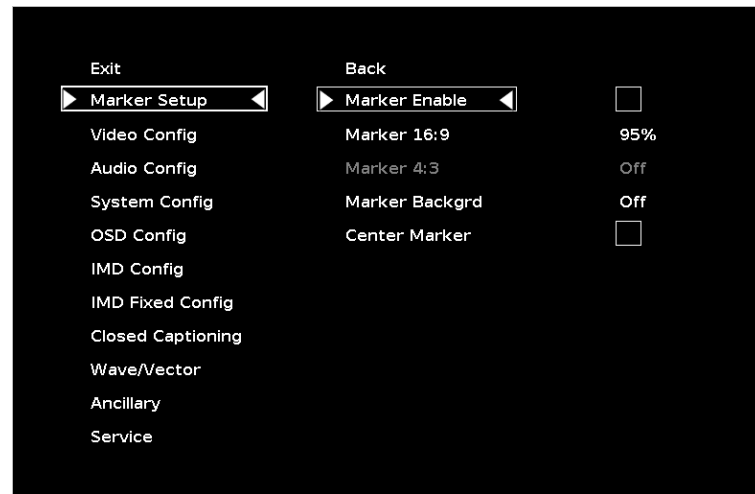 Exit Back
Marker Setup Marker Enable
Video Config Marker 16:9 95%
Audio Config Marker 4:3 Off
System Config Marker Backgrd Off
OSD Config Center Marker
IMD Config
IMD Fixed Config
Closed Captioning
Wave/Vector
Ancillary
Service